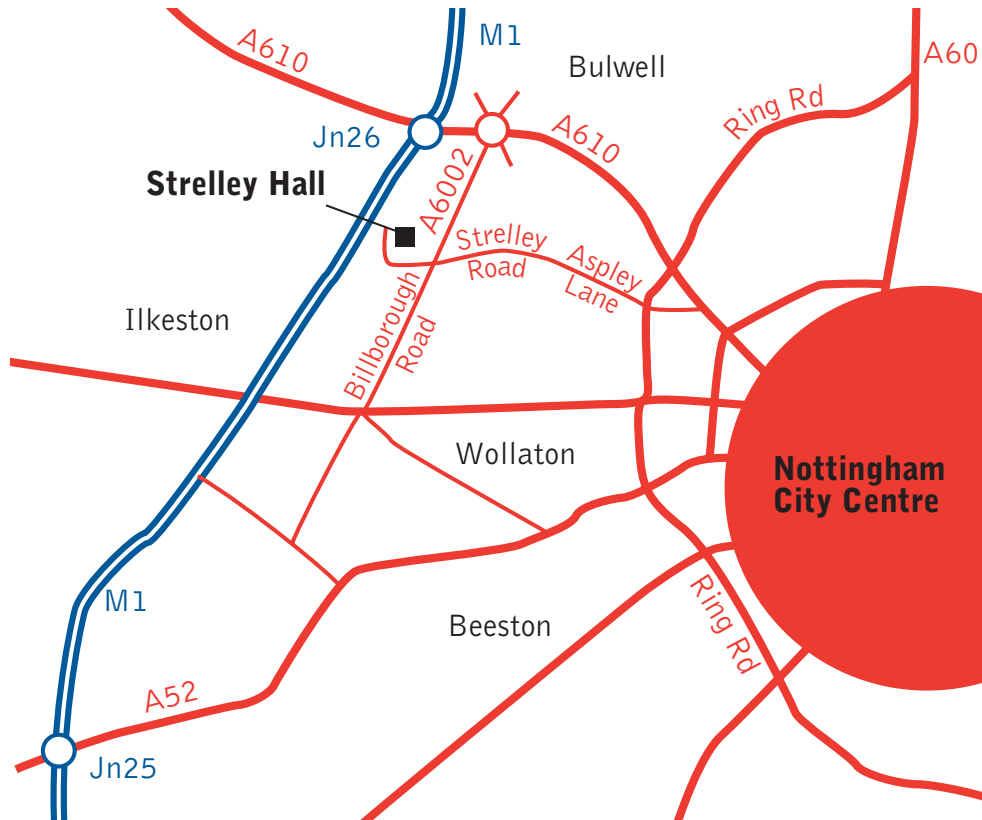 M1
A610
Bulwell
A60
Ring Rd
Jn26
A610
Strelley Hall
A6002
Strelley
Road
Aspley
Lane
Ilkeston
Billborough
Road
Wollaton
Nottingham
City Centre
M1
Beeston
Ring Rd
A52
Jn25